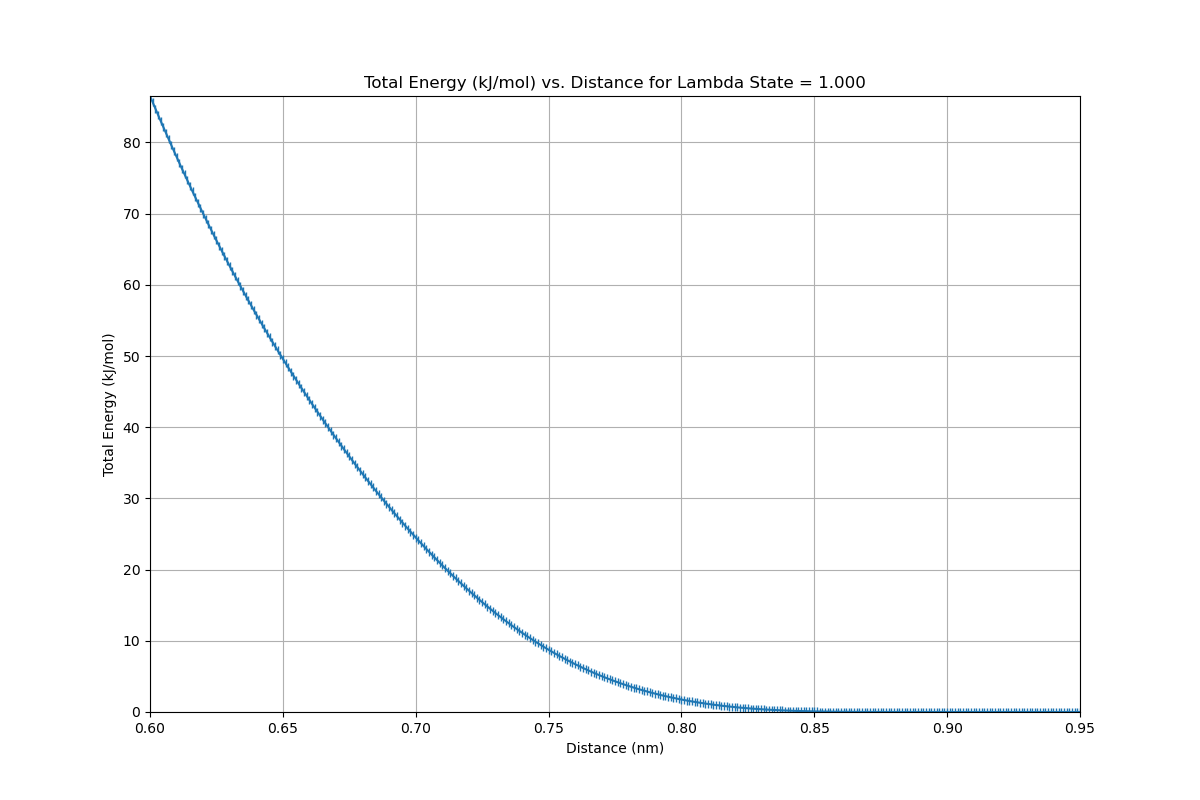 Total Energy (kJ/mol) vs. Distance for Lambda State = 1.000
80
70
60
50
40
30
20
10
0
Total Energy (kJ/mol)
0.60 0.65 0.70 0.75 0.80 0.85 0.90 0.95
Distance (nm)